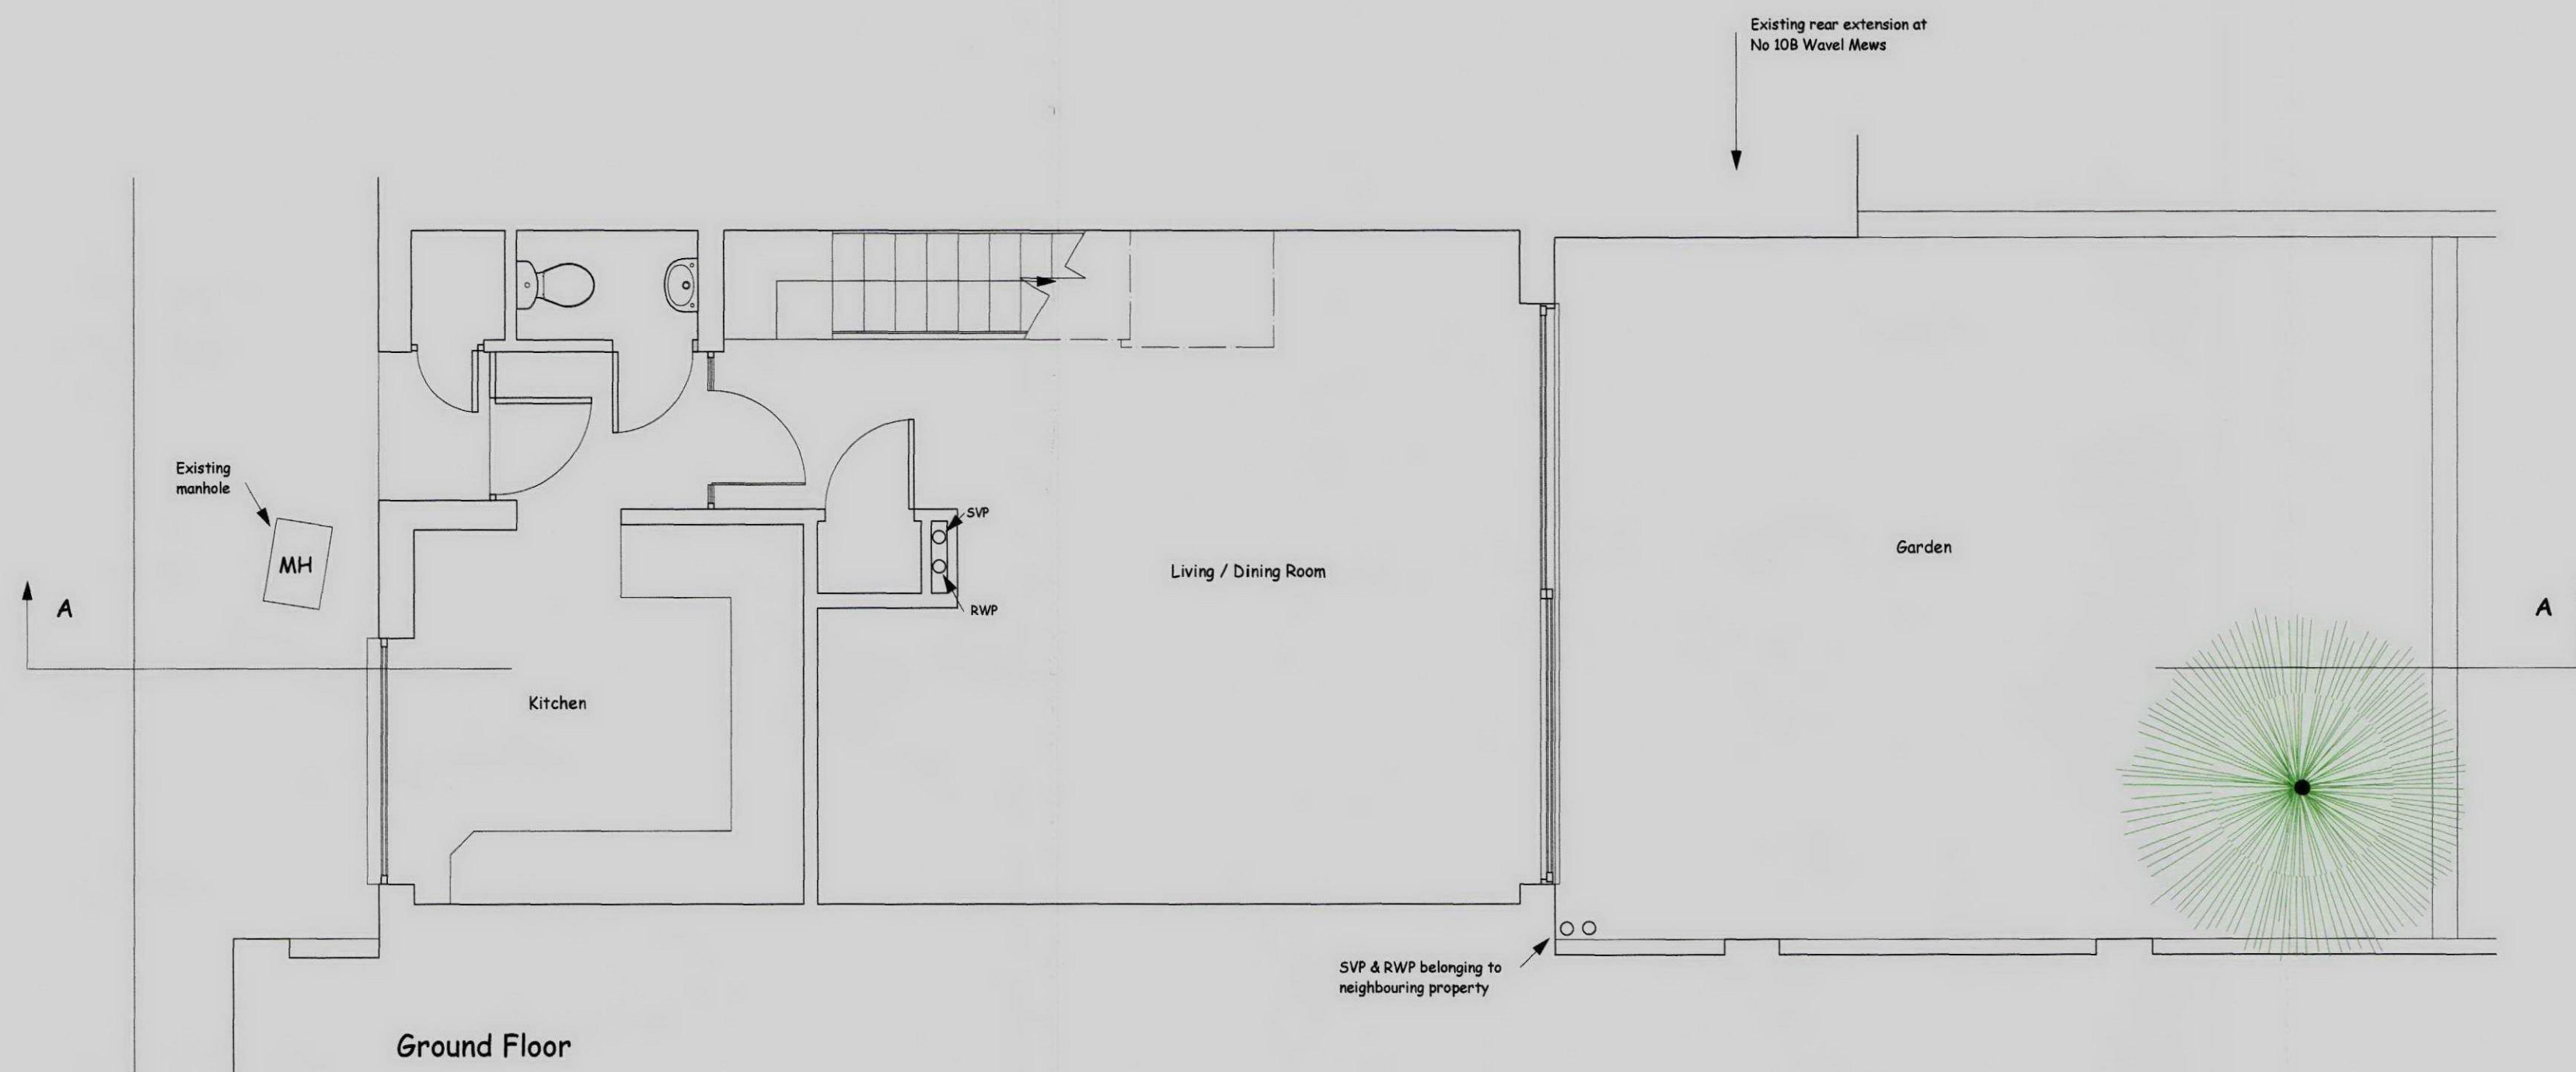 Existing rear extension at
No 10B Wavel Mews
Existing
manhole
MH
A
SVP
RWP
Living / Dining Room
Garden
A
Kitchen
SVP & RWP belonging to
neighbouring property
Ground Floor